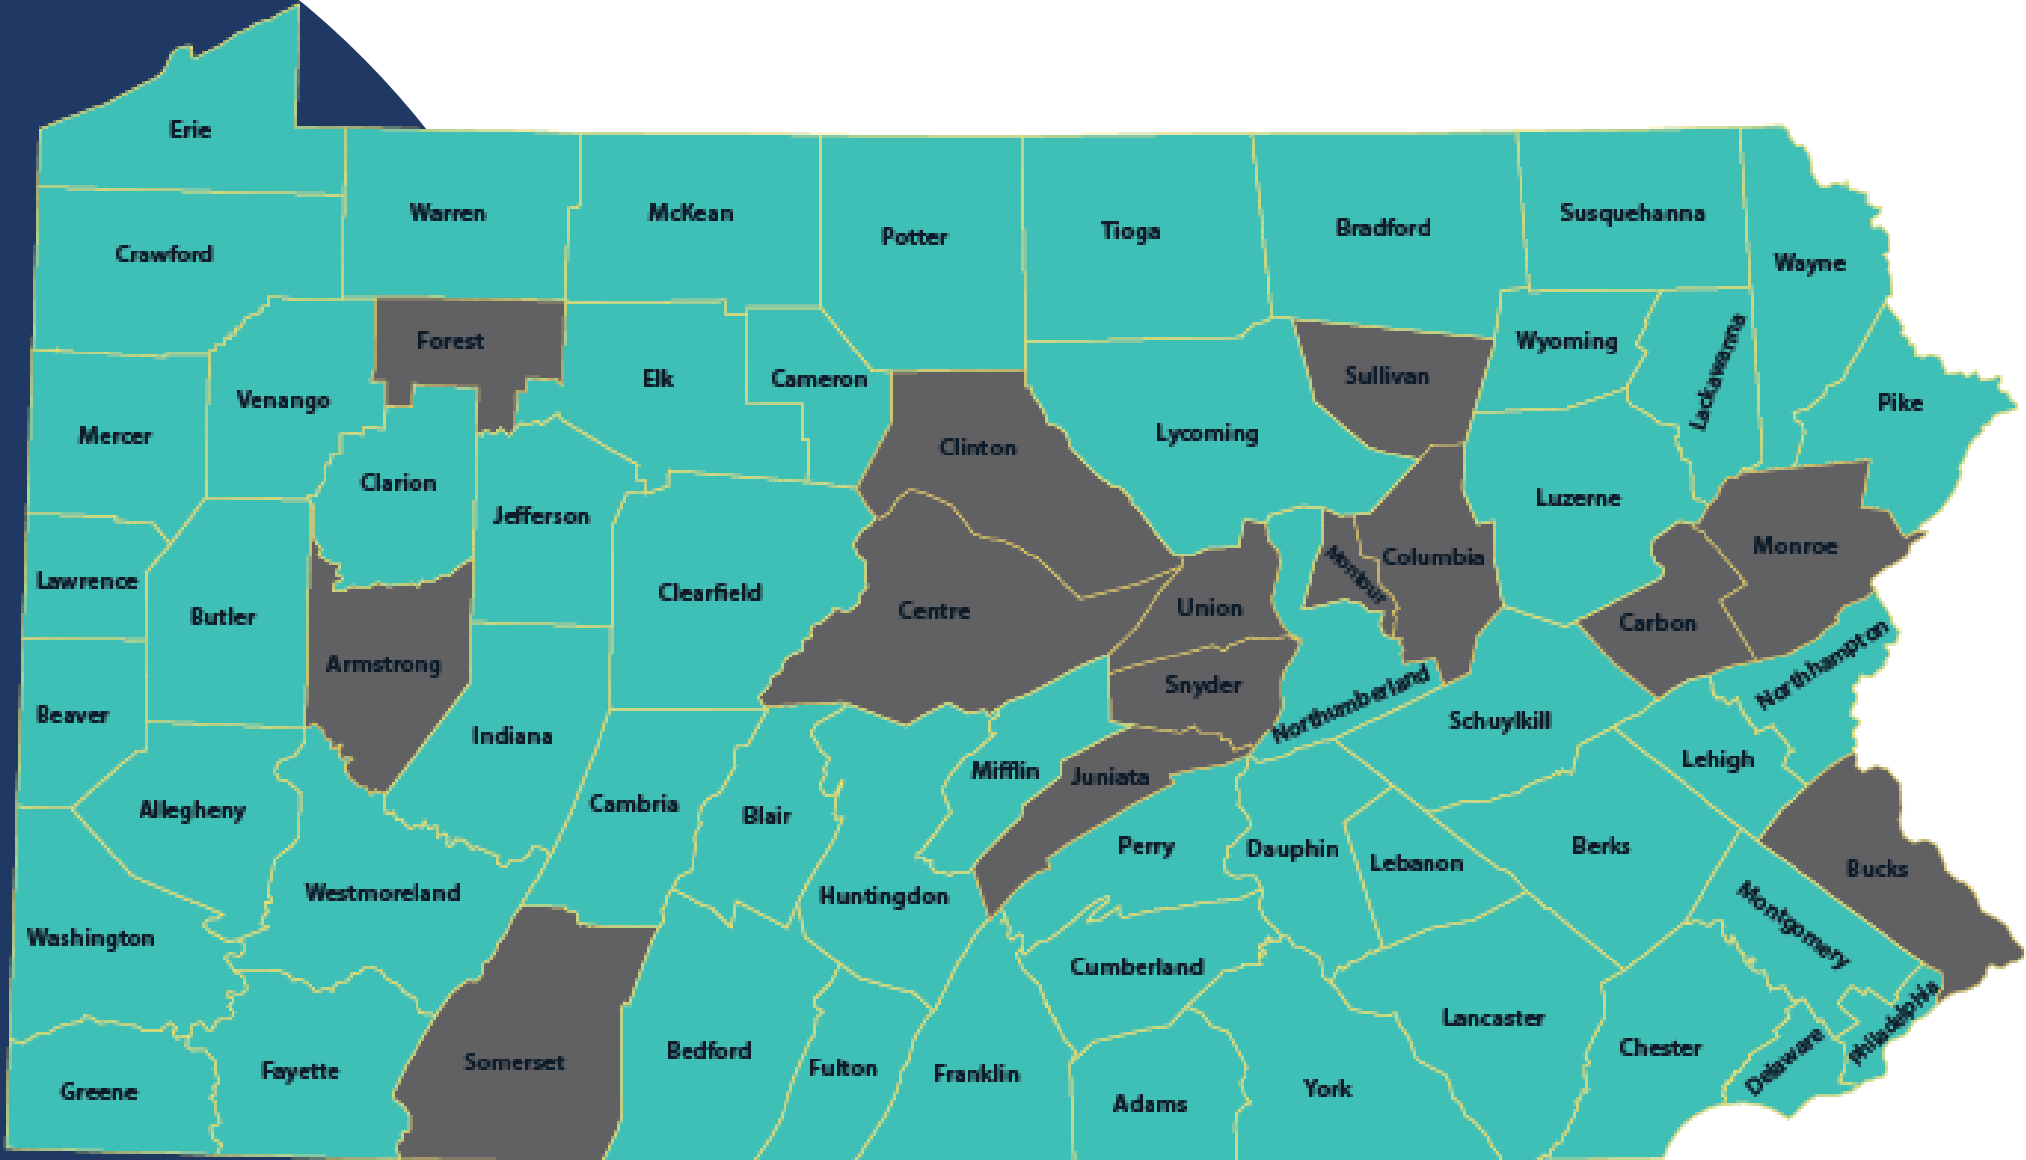 Erie
Warren
McKean
Potter
Tioga
Bradford
Susquehanna
Wayne
Crawford
Forest
Venango
Mercer
Elk
Cameron
Clinton
Lycoming
Sullivan
Wyoming
Lackawanna
Pike
Clarion
Jefferson
Luzerne
Monroe
Columbia
Montour
Lawrence
Butler
Clearfield
Centre
Union
Carbon
Armstrong
Snyder
Northumberland
Schuylkill
Northampton
Beaver
Indiana
Mifflin
Juniata
Lehigh
Allegheny
Cambria
Blair
Perry
Dauphin
Lebanon
Berks
Bucks
Westmoreland
Huntingdon
Montgomery
Washington
Cumberland
Lancaster
Philadelphia
Somerset
Bedford
Fulton
Franklin
Chester
Delaware
Greene
Fayette
Adams
York